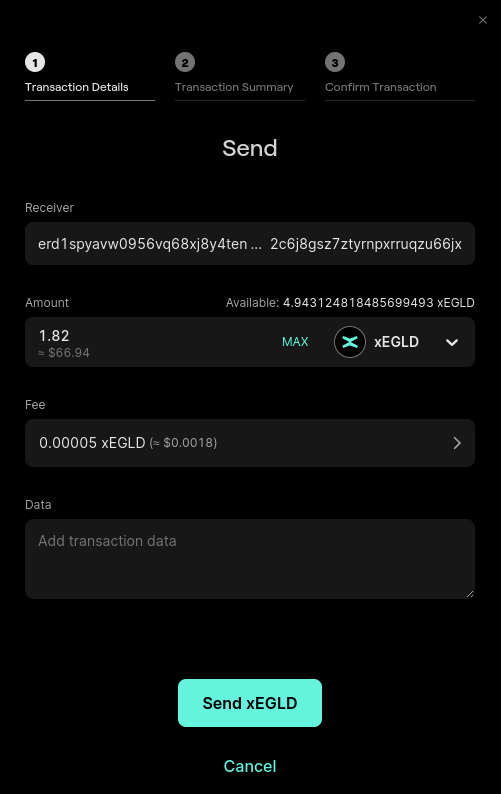 1 2 3
Transaction Details Transaction Summary Confirm Transaction
Send
Receiver
erd1spyavw0956vq68xj8y4ten ... 2c6j8gsz7ztyrnpxrruqzu66jx
Amount Available: 4.943124818485699493 xEGLD
1.82
≈ $66.94
MAX xEGLD
Fee
0.00005 xEGLD (≈ $0.0018)
Data
Add transaction data
Send xEGLD
Cancel